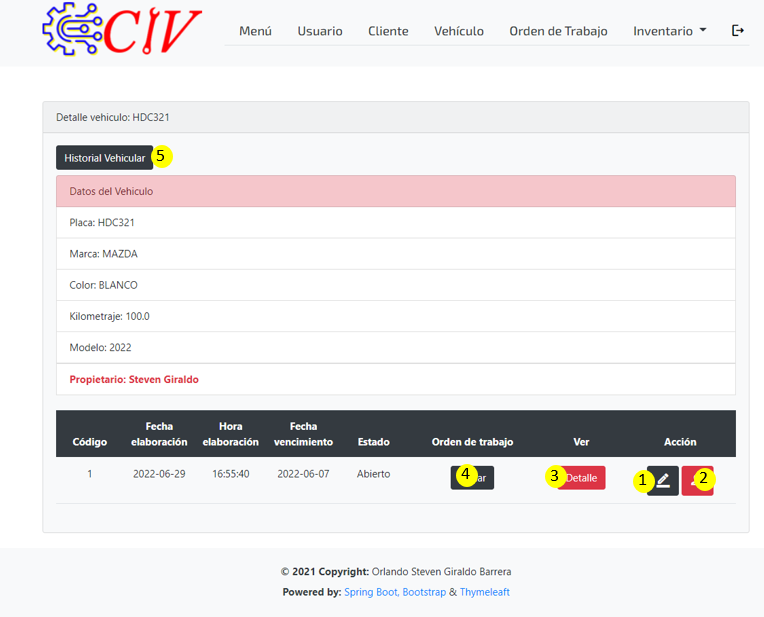 CIV
Menú Usuario Cliente Vehículo Orden de Trabajo Inventario
Detalle vehiculo: HDC321
Historial Vehicular 5
Datos del Vehiculo
Placa: HDC321
Marca: MAZDA
Color: BLANCO
Kilometraje: 100.0
Modelo: 2022
Propietario: Steven Giraldo
Código Fecha elaboración Hora elaboración Fecha vencimiento Estado Orden de trabajo Ver Acción
1 2022-06-29 16:55:40 2022-06-07 Abierto 4 3 Detalle 1 2
© 2021 Copyright: Orlando Steven Giraldo Barrera
Powered by: Spring Boot, Bootstrap & Thymeleaft